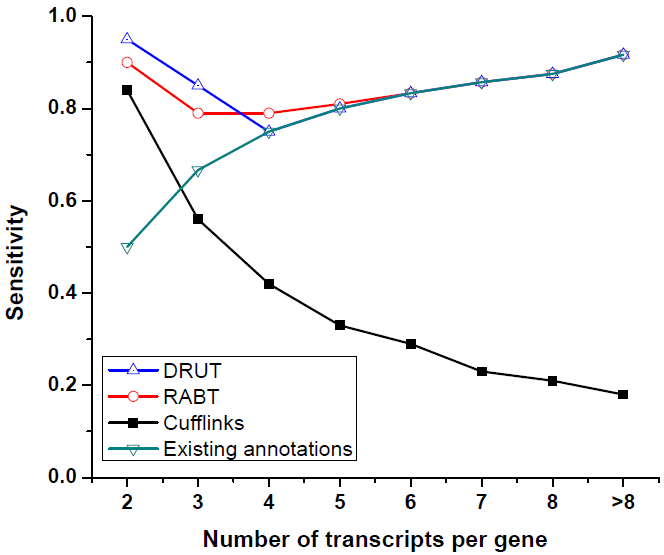 1.0
0.8
0.6
0.4
0.2
0.0
Sensitivity
DRUT
RABT
Cufflinks
Existing annotations
2 3 4 5 6 7 8 >8
Number of transcripts per gene